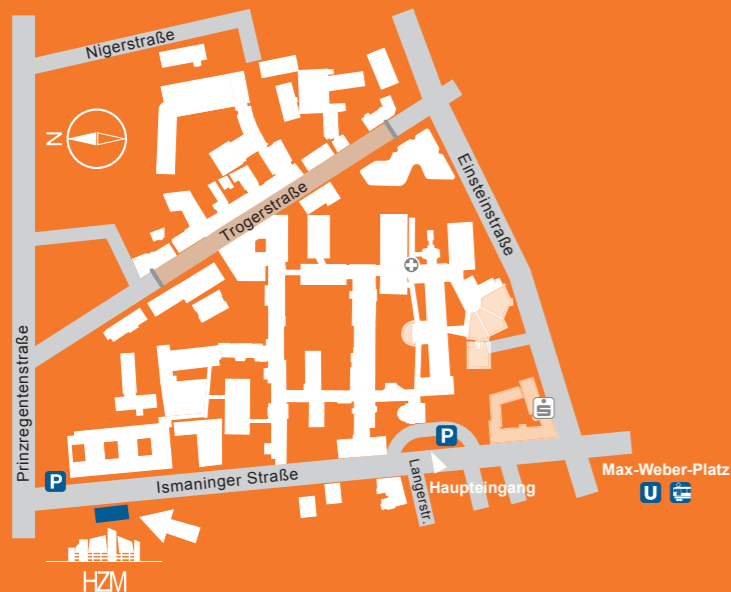 Nigerstraße
N
Trogerstraße
Einsteinstraße
Prinzregentenstraße
S
P
P
Ismaninger Straße
Langerstr.
Haupteingang
Max-Weber-Platz
U
HZM